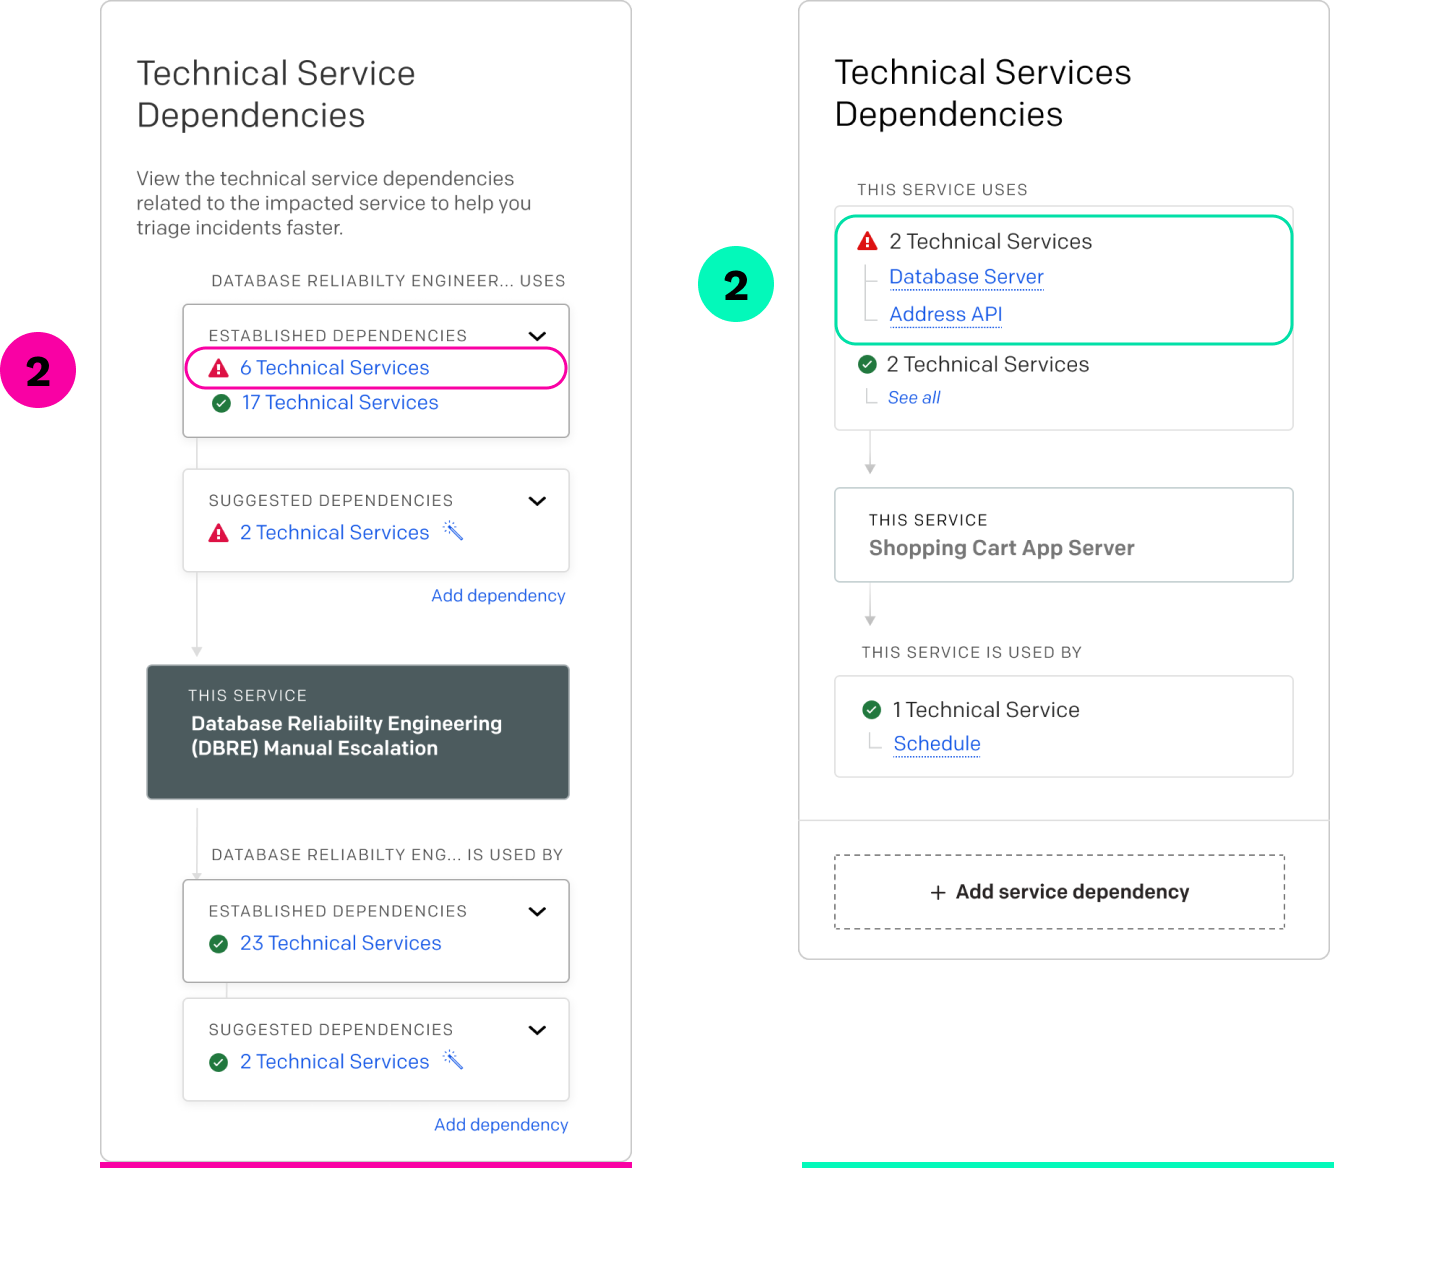 Technical Service
Dependencies
View the technical service dependencies
related to the impacted service to help you
triage incidents faster.
DATABASE RELIABILTY ENGINEER... USES
2
ESTABLISHED DEPENDENCIES
6 Technical Services
17 Technical Services
SUGGESTED DEPENDENCIES
2 Technical Services
Add dependency
THIS SERVICE
Database Reliabiilty Engineering
(DBRE) Manual Escalation
DATABASE RELIABILTY ENG... IS USED BY
ESTABLISHED DEPENDENCIES
23 Technical Services
SUGGESTED DEPENDENCIES
2 Technical Services
Add dependency
Technical Services
Dependencies
THIS SERVICE USES
2
2 Technical Services
Database Server
Address API
2 Technical Services
See all
THIS SERVICE
Shopping Cart App Server
THIS SERVICE IS USED BY
1 Technical Service
Schedule
+ Add service dependency